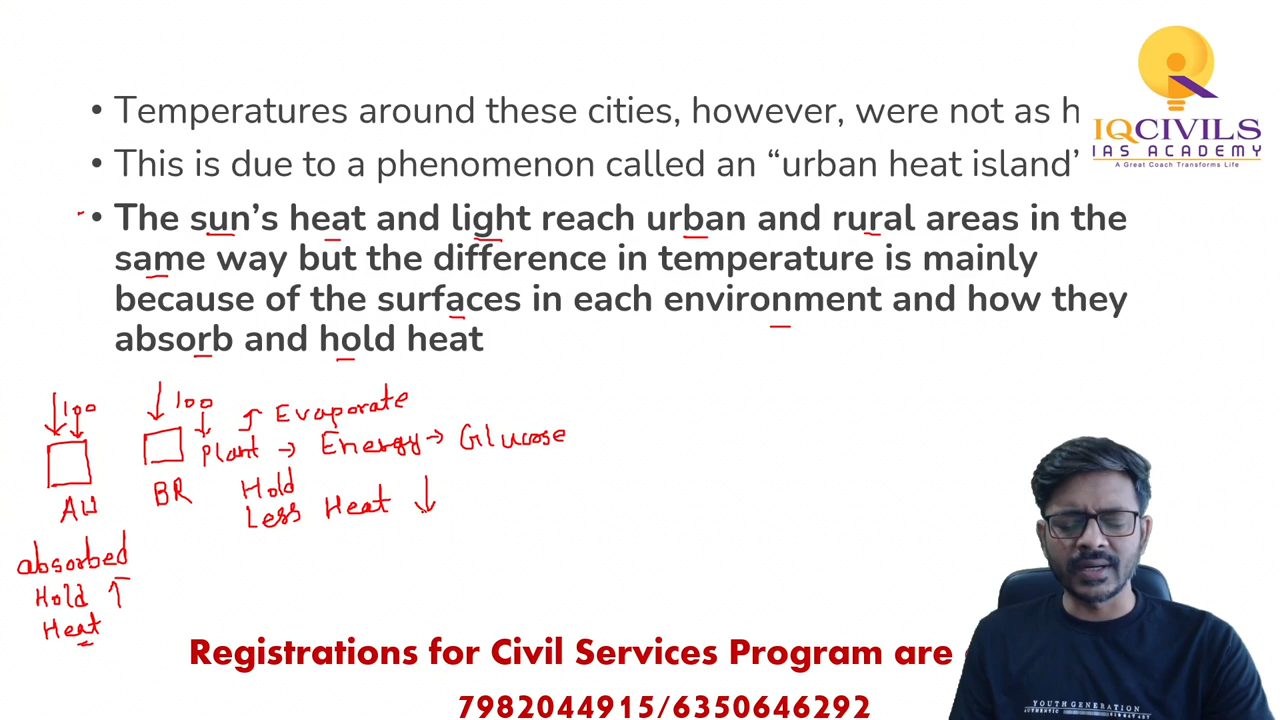 • Temperatures around these cities, however, were not as h
• This is due to a phenomenon called an “urban heat island’
• The sun’s heat and light reach urban and rural areas in the
same way but the difference in temperature is mainly
because of the surfaces in each environment and how they
absorb and hold heat
IQCIVILS
IAS ACADEMY
A Great Coach Transforms Life
↓100
↓
AU
absorbed
Hold ↑
Heat
↓100
↓ ↑ Evaporate
Plant → Energy → Glucose
BR
Hold
Less Heat ↓
Registrations for Civil Services Program are
7982044915/6350646292
YOUTH GENERATION
AUTHENTIC